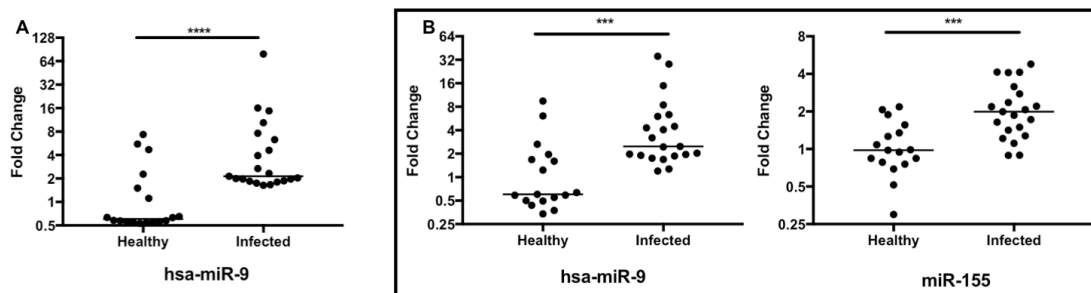 A
****
Fold Change
128
64
32
16
8
4
2
1
0.5
Healthy Infected
hsa-miR-9
B
***
Fold Change
64
32
16
8
4
2
1
0.5
0.25
Healthy Infected
hsa-miR-9
***
Fold Change
8
4
2
1
0.5
0.25
Healthy Infected
miR-155